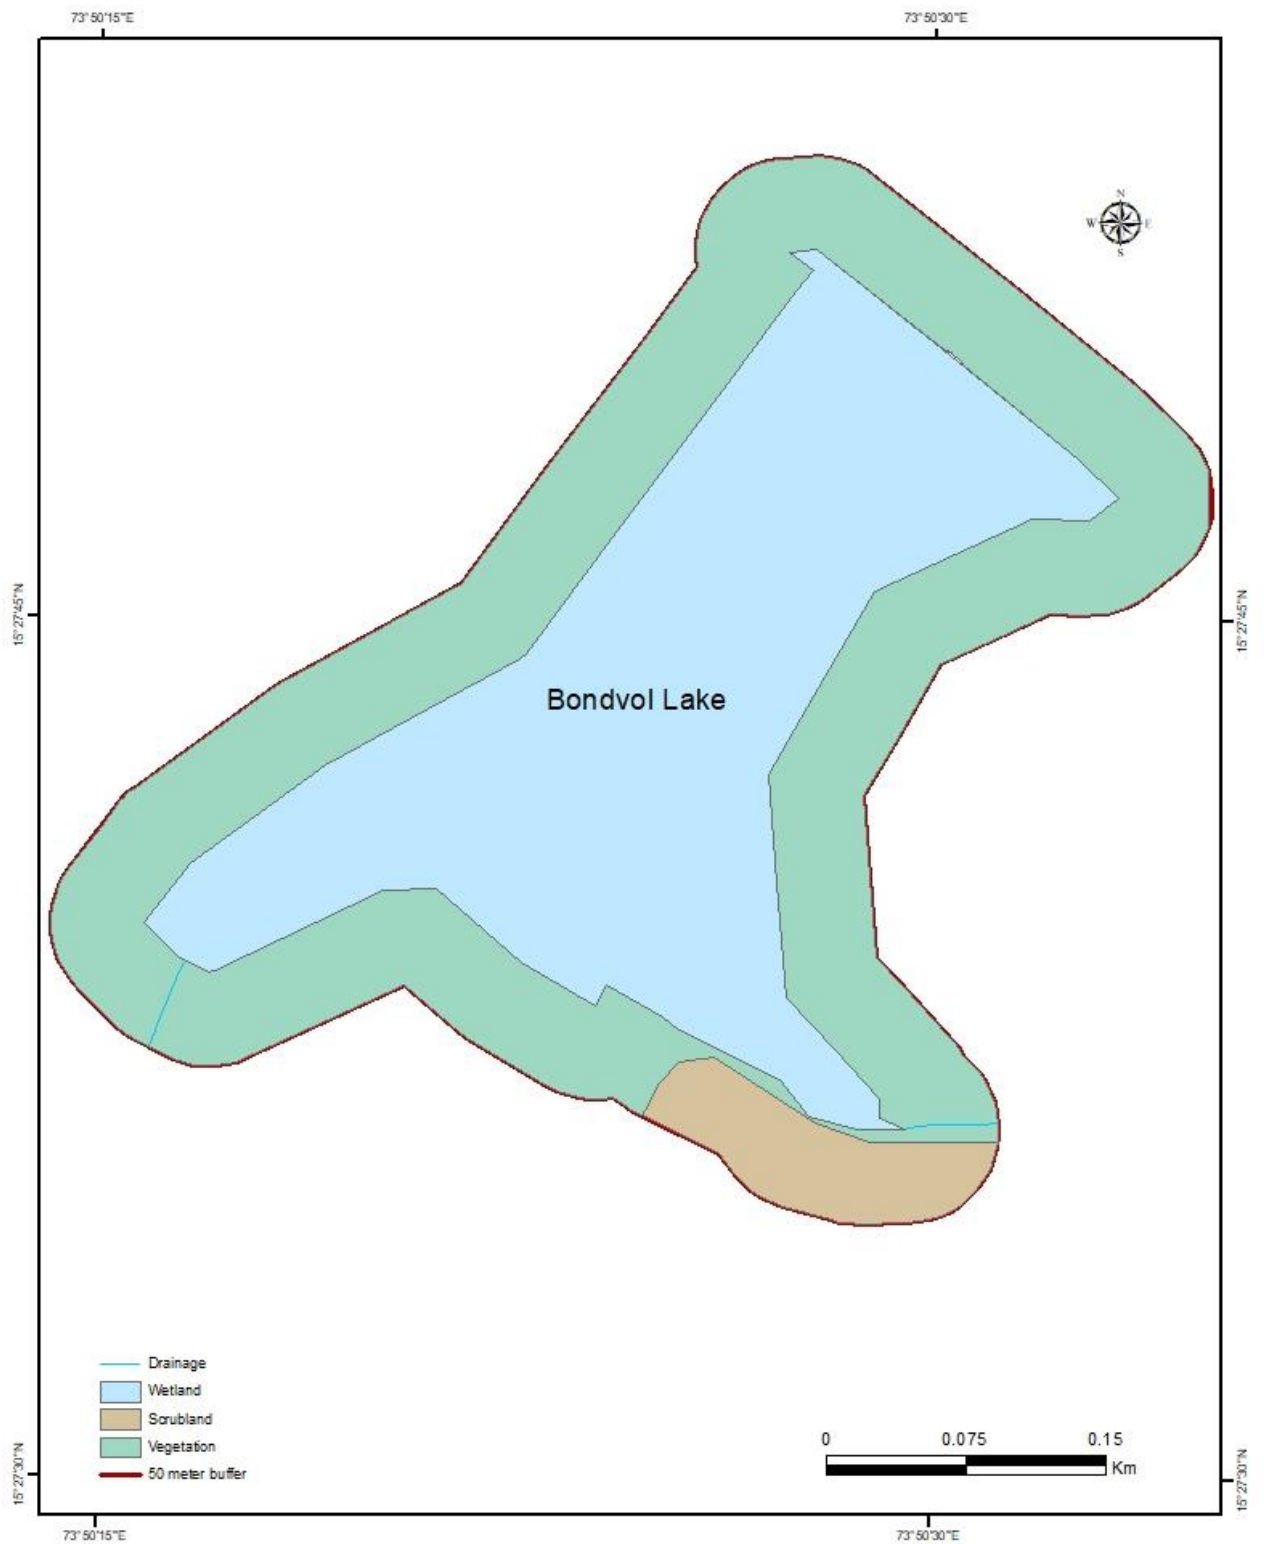 73°50'15"E 73°50'30"E
N
W E
S
15°27'45"N 15°27'45"N
Bondvol Lake
Drainage
Wetland
Scrubland
Vegetation
50 meter buffer
0 0.075 0.15
Km
15°27'30"N 15°27'30"N
73°50'15"E 73°50'30"E